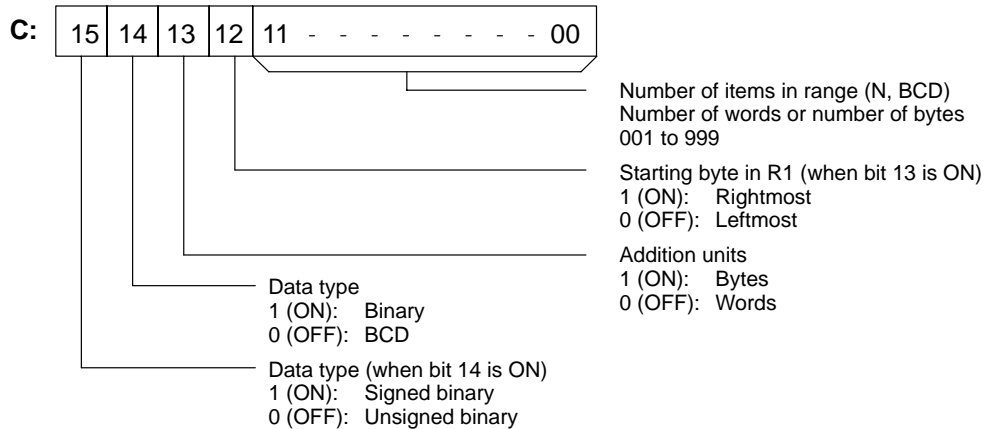 C: 15 14 13 12 11 - - - - - - - - 00
Number of items in range (N, BCD)
Number of words or number of bytes
001 to 999
Starting byte in R1 (when bit 13 is ON)
1 (ON): Rightmost
0 (OFF): Leftmost
Addition units
1 (ON): Bytes
0 (OFF): Words
Data type
1 (ON): Binary
0 (OFF): BCD
Data type (when bit 14 is ON)
1 (ON): Signed binary
0 (OFF): Unsigned binary